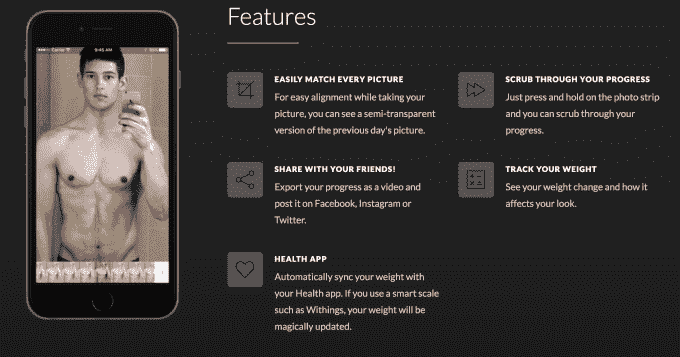 Features
9:45 AM
EASILY MATCH EVERY PICTURE
For easy alignment while taking your
picture, you can see a semi-transparent
version of the previous day's picture.
SCRUB THROUGH YOUR PROGRESS
Just press and hold on the photo strip
and you can scrub through your
progress.
SHARE WITH YOUR FRIENDS!
Export your progress as a video and
post it on Facebook, Instagram or
Twitter.
TRACK YOUR WEIGHT
See your weight change and how it
affects your look.
HEALTH APP
Automatically sync your weight with
your Health app. If you use a smart scale
such as Withings, your weight will be
magically updated.